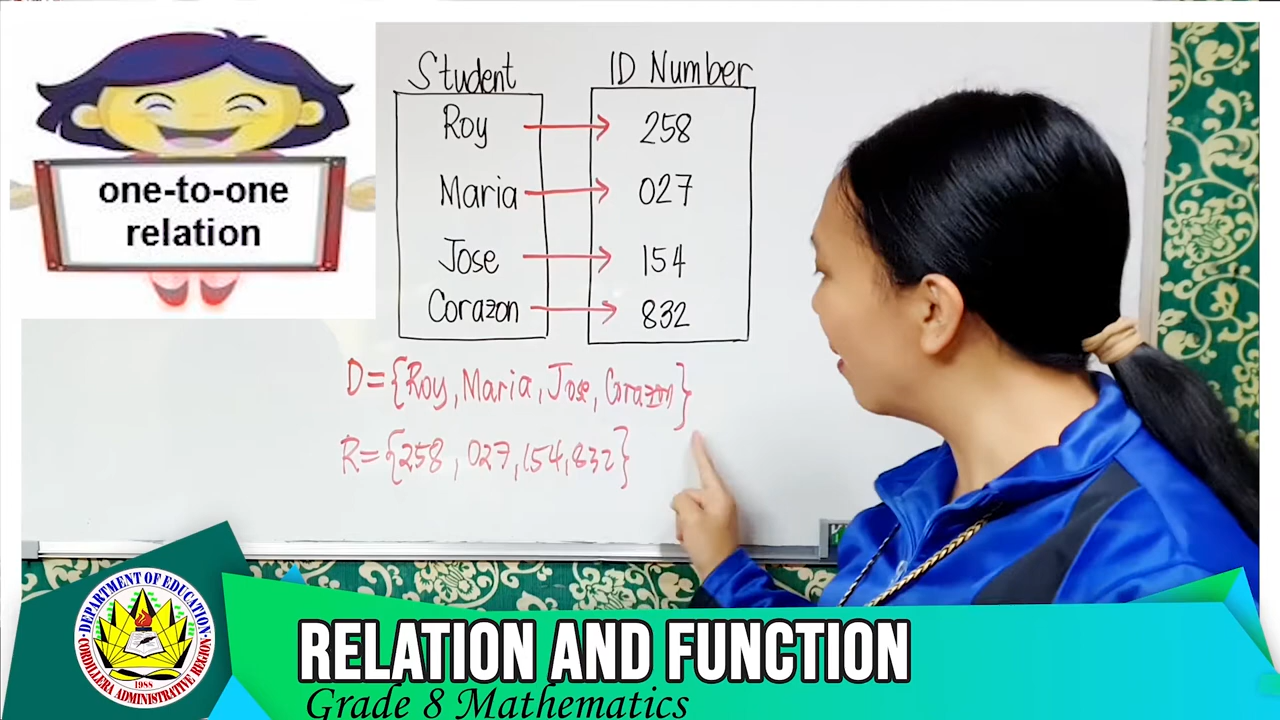 one-to-one
relation
Student ID Number
Roy 258
Maria 027
Jose 154
Corazon 832
D={Roy, Maria, Jose, Corazon}
R={258, 027, 154, 832}
DEPARTMENT OF EDUCATION
CORDILLERA ADMINISTRATIVE REGION
1988
RELATION AND FUNCTION
Grade 8 Mathematics